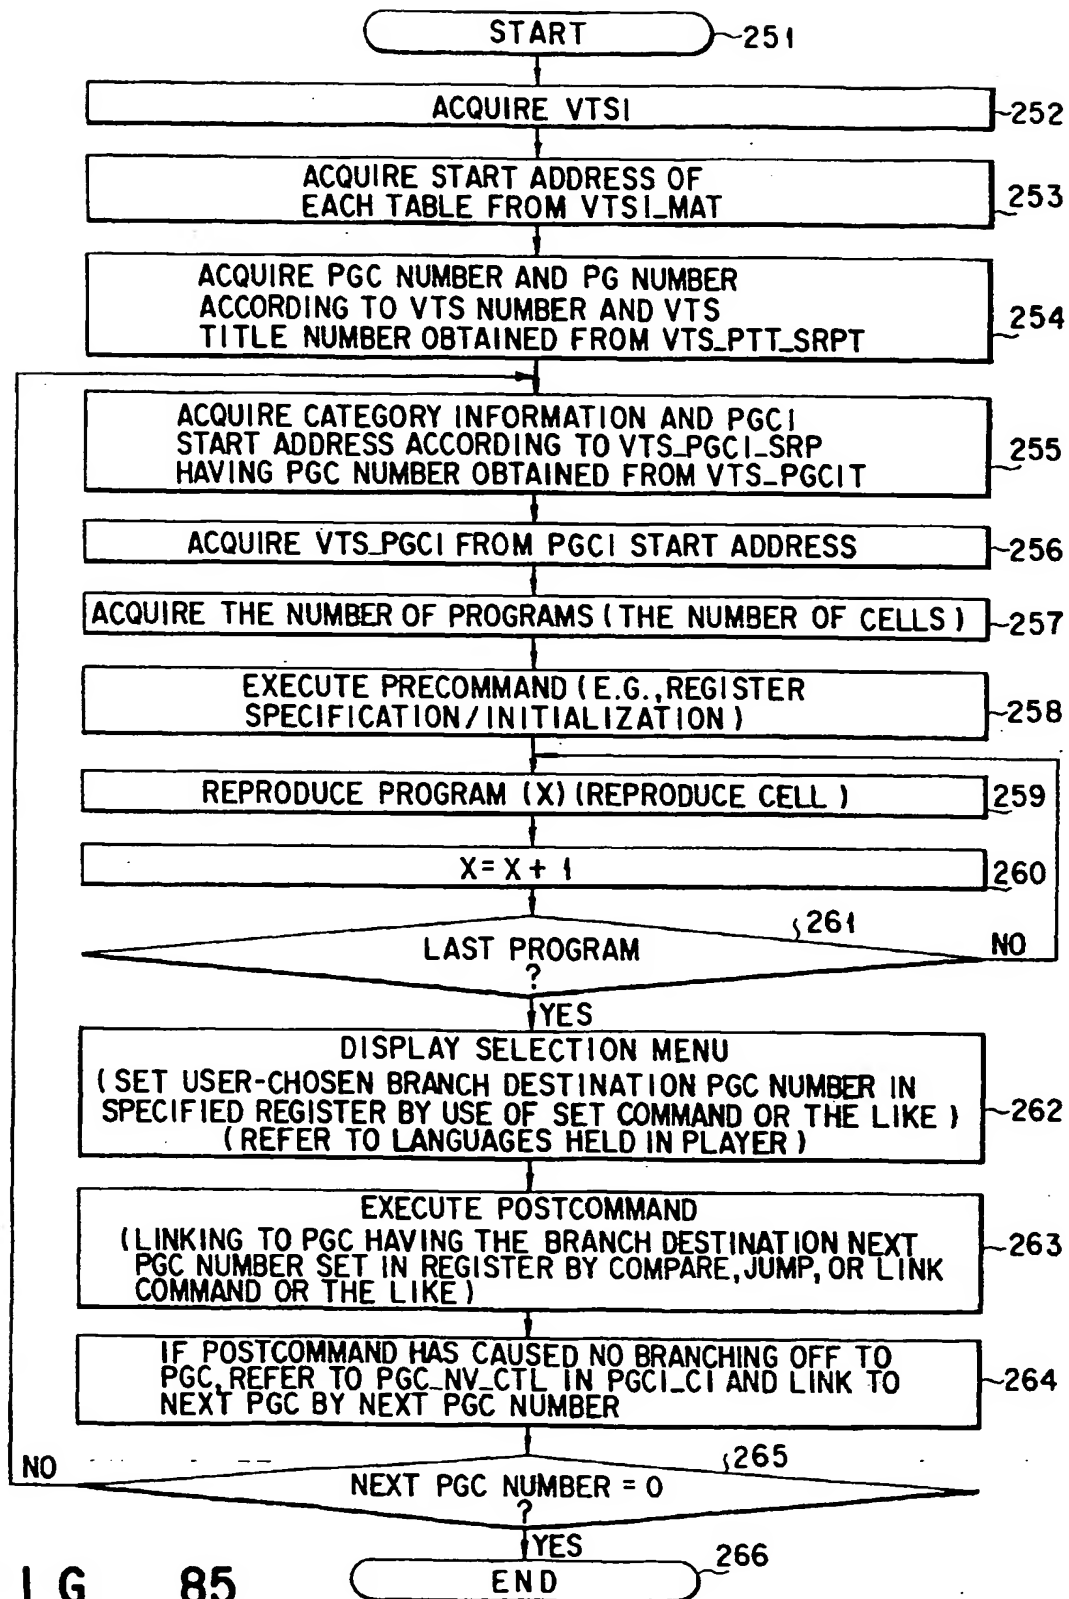 START
251
ACQUIRE VTSI
252
ACQUIRE START ADDRESS OF
EACH TABLE FROM VTSI_MAT
253
ACQUIRE PGC NUMBER AND PG NUMBER
ACCORDING TO VTS NUMBER AND VTS
TITLE NUMBER OBTAINED FROM VTS_PTT_SRPT
254
ACQUIRE CATEGORY INFORMATION AND PGCI
START ADDRESS ACCORDING TO VTS_PGCI_SRP
HAVING PGC NUMBER OBTAINED FROM VTS_PGCIT
255
ACQUIRE VTS_PGCI FROM PGCI START ADDRESS
256
ACQUIRE THE NUMBER OF PROGRAMS (THE NUMBER OF CELLS)
257
EXECUTE PRECOMMAND (E.G.,REGISTER
SPECIFICATION/INITIALIZATION)
258
REPRODUCE PROGRAM (X) (REPRODUCE CELL)
259
X=X+1
260
261
LAST PROGRAM
?
NO
YES
DISPLAY SELECTION MENU
(SET USER-CHOSEN BRANCH DESTINATION PGC NUMBER IN
SPECIFIED REGISTER BY USE OF SET COMMAND OR THE LIKE)
(REFER TO LANGUAGES HELD IN PLAYER)
262
EXECUTE POSTCOMMAND
(LINKING TO PGC HAVING THE BRANCH DESTINATION NEXT
PGC NUMBER SET IN REGISTER BY COMPARE, JUMP, OR LINK
COMMAND OR THE LIKE)
263
IF POSTCOMMAND HAS CAUSED NO BRANCHING OFF TO
PGC, REFER TO PGC_NV_CTL IN PGCI_CI AND LINK TO
NEXT PGC BY NEXT PGC NUMBER
264
265
NO
NEXT PGC NUMBER = 0
?
YES
266
END
I G 85